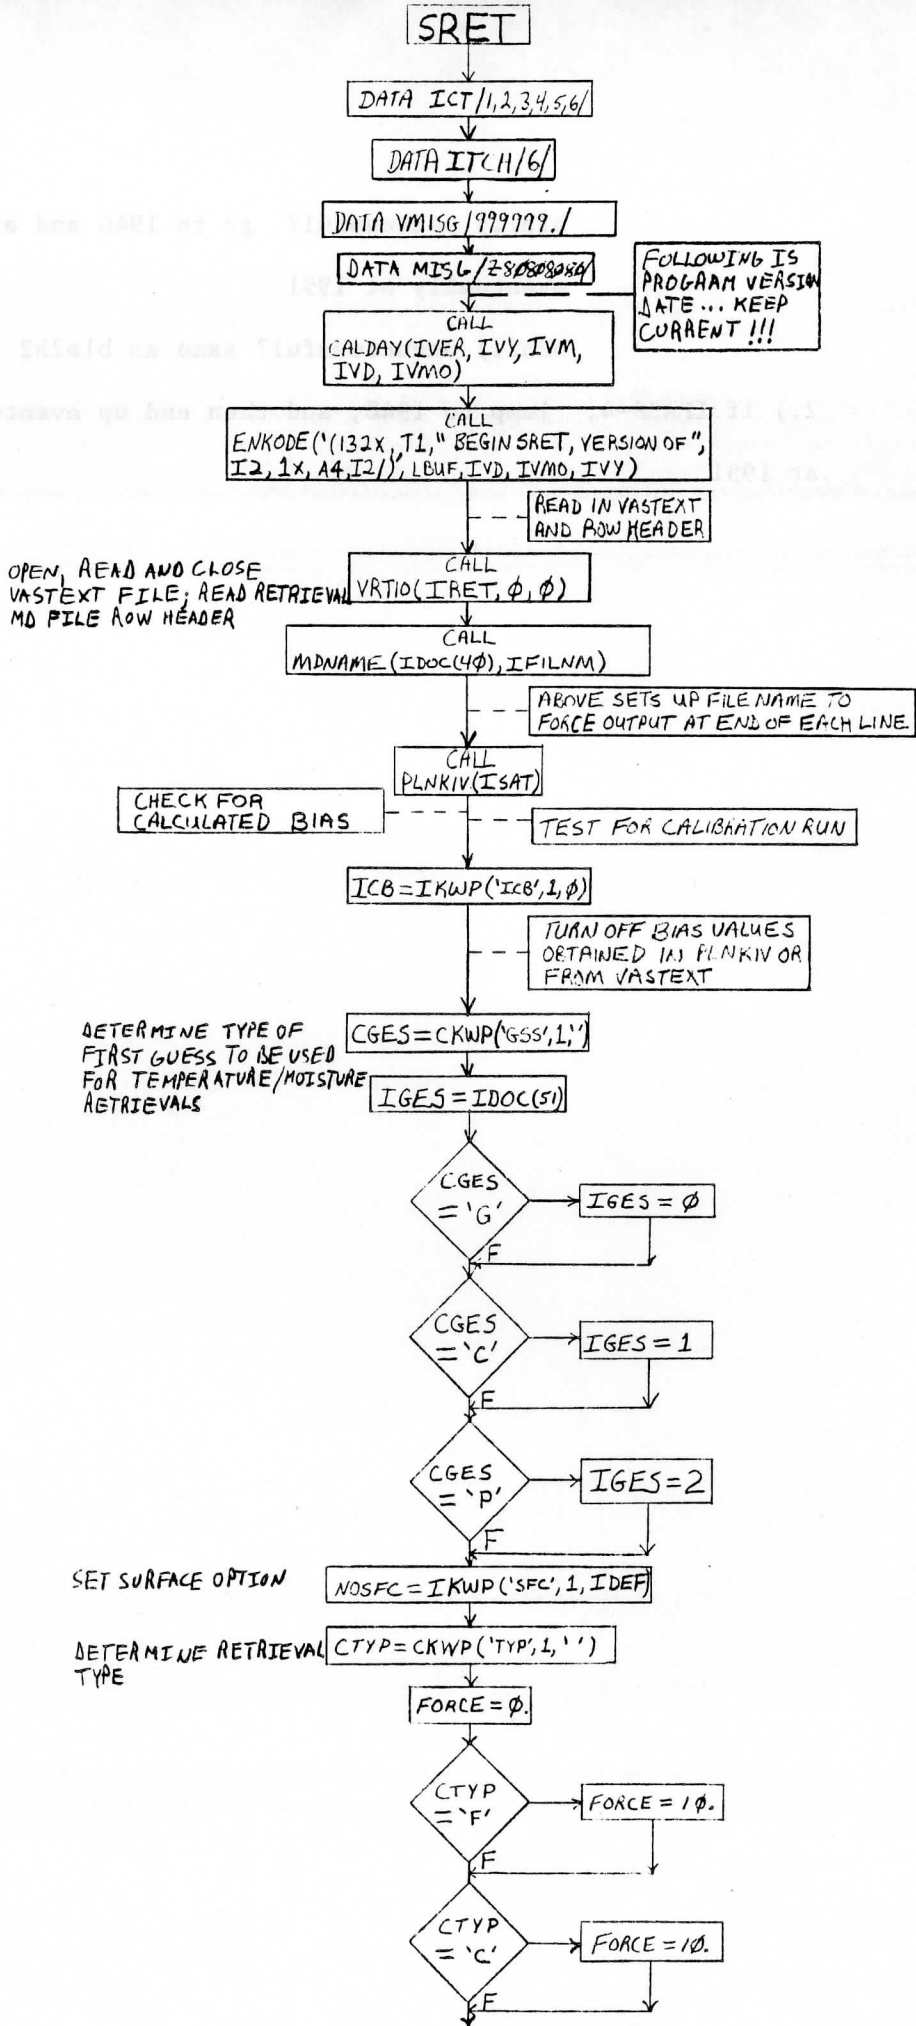 SRET
DATA ICT/1,2,3,4,5,6/
DATA ITCH/6/
DATA VMISG/999999./
DATA MISG/Z80808080/
FOLLOWING IS
PROGRAM VERSION
DATE... KEEP
CURRENT!!!
CALL
CALDAY(IVER, IVY, IVM,
IVD, IVMO)
CALL
ENKODE('(132X, T1," BEGIN SRET, VERSION OF",
I2, 1X, A4, I2/)', LBUF, IVD, IVMO, IVY)
READ IN VASTEXT
AND ROW HEADER
OPEN, READ AND CLOSE
VASTEXT FILE; READ RETRIEVAL
MD FILE ROW HEADER
CALL
VRTIO(IRET, Ø, Ø)
CALL
MDNAME(IDOC(4Ø), IFILNM)
ABOVE SETS UP FILE NAME TO
FORCE OUTPUT AT END OF EACH LINE
CALL
PLNKIV(ISAT)
CHECK FOR
CALCULATED BIAS
TEST FOR CALIBRATION RUN
ICB=IKWP('ICB',1,Ø)
TURN OFF BIAS VALUES
OBTAINED IN PLNKIV OR
FROM VASTEXT
DETERMINE TYPE OF
FIRST GUESS TO BE USED
FOR TEMPERATURE/MOISTURE
RETRIEVALS
CGES=CKWP('GSS',1,'')
IGES=IDOC(51)
CGES
='G'
IGES=Ø
F
CGES
='C'
IGES=1
F
CGES
='P'
IGES=2
F
SET SURFACE OPTION
NOSFC=IKWP('SFC',1,IDEF)
DETERMINE RETRIEVAL
TYPE
CTYP=CKWP('TYP',1,' ')
FORCE=Ø.
CTYP
='F'
FORCE=1Ø.
F
CTYP
='C'
FORCE=1Ø.
F